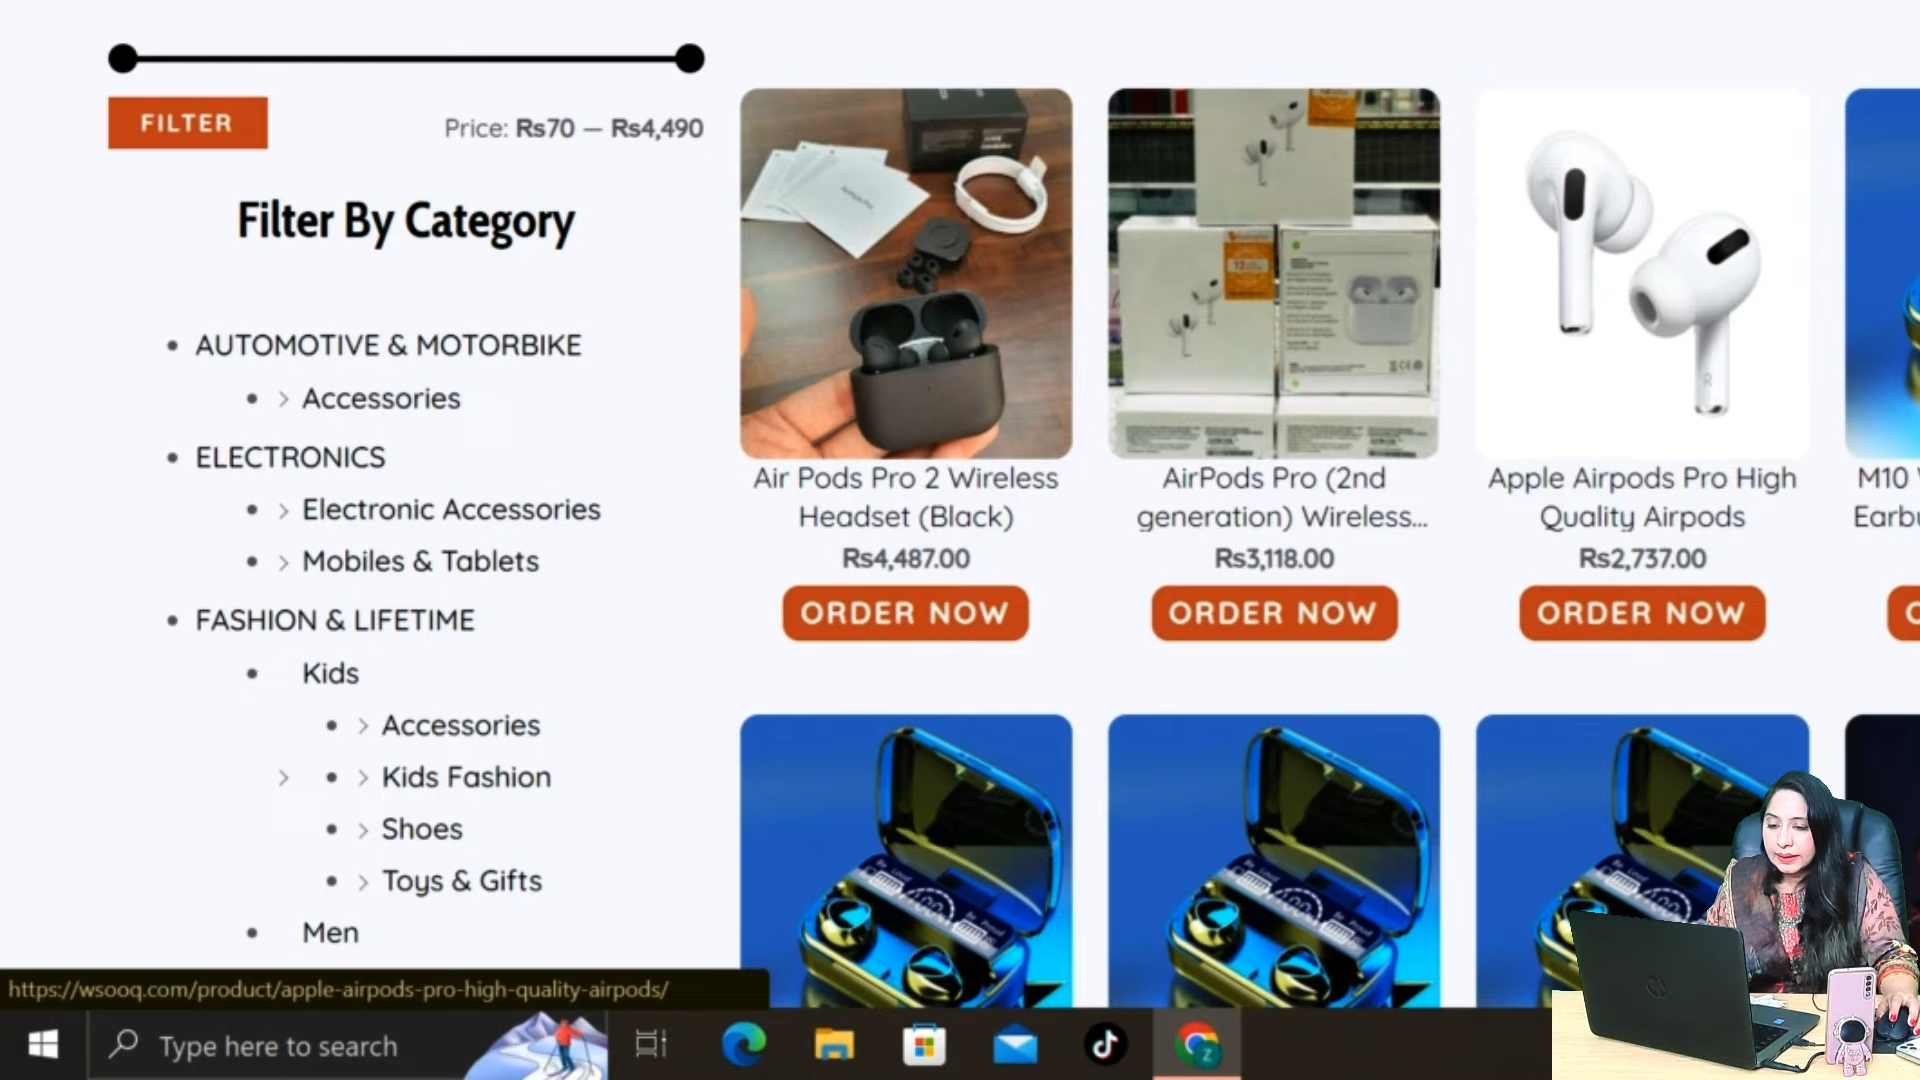 FILTER
Price: Rs70 — Rs4,490
Filter By Category
AUTOMOTIVE & MOTORBIKE
Accessories
ELECTRONICS
Electronic Accessories
Mobiles & Tablets
FASHION & LIFETIME
Kids
Accessories
Kids Fashion
Shoes
Toys & Gifts
Men
Air Pods Pro 2 Wireless
Headset (Black)
Rs4,487.00
ORDER NOW
AirPods Pro (2nd
generation) Wireless...
Rs3,118.00
ORDER NOW
Apple Airpods Pro High
Quality Airpods
Rs2,737.00
ORDER NOW
M10
https://wsooq.com/product/apple-airpods-pro-high-quality-airpods/
Type here to search